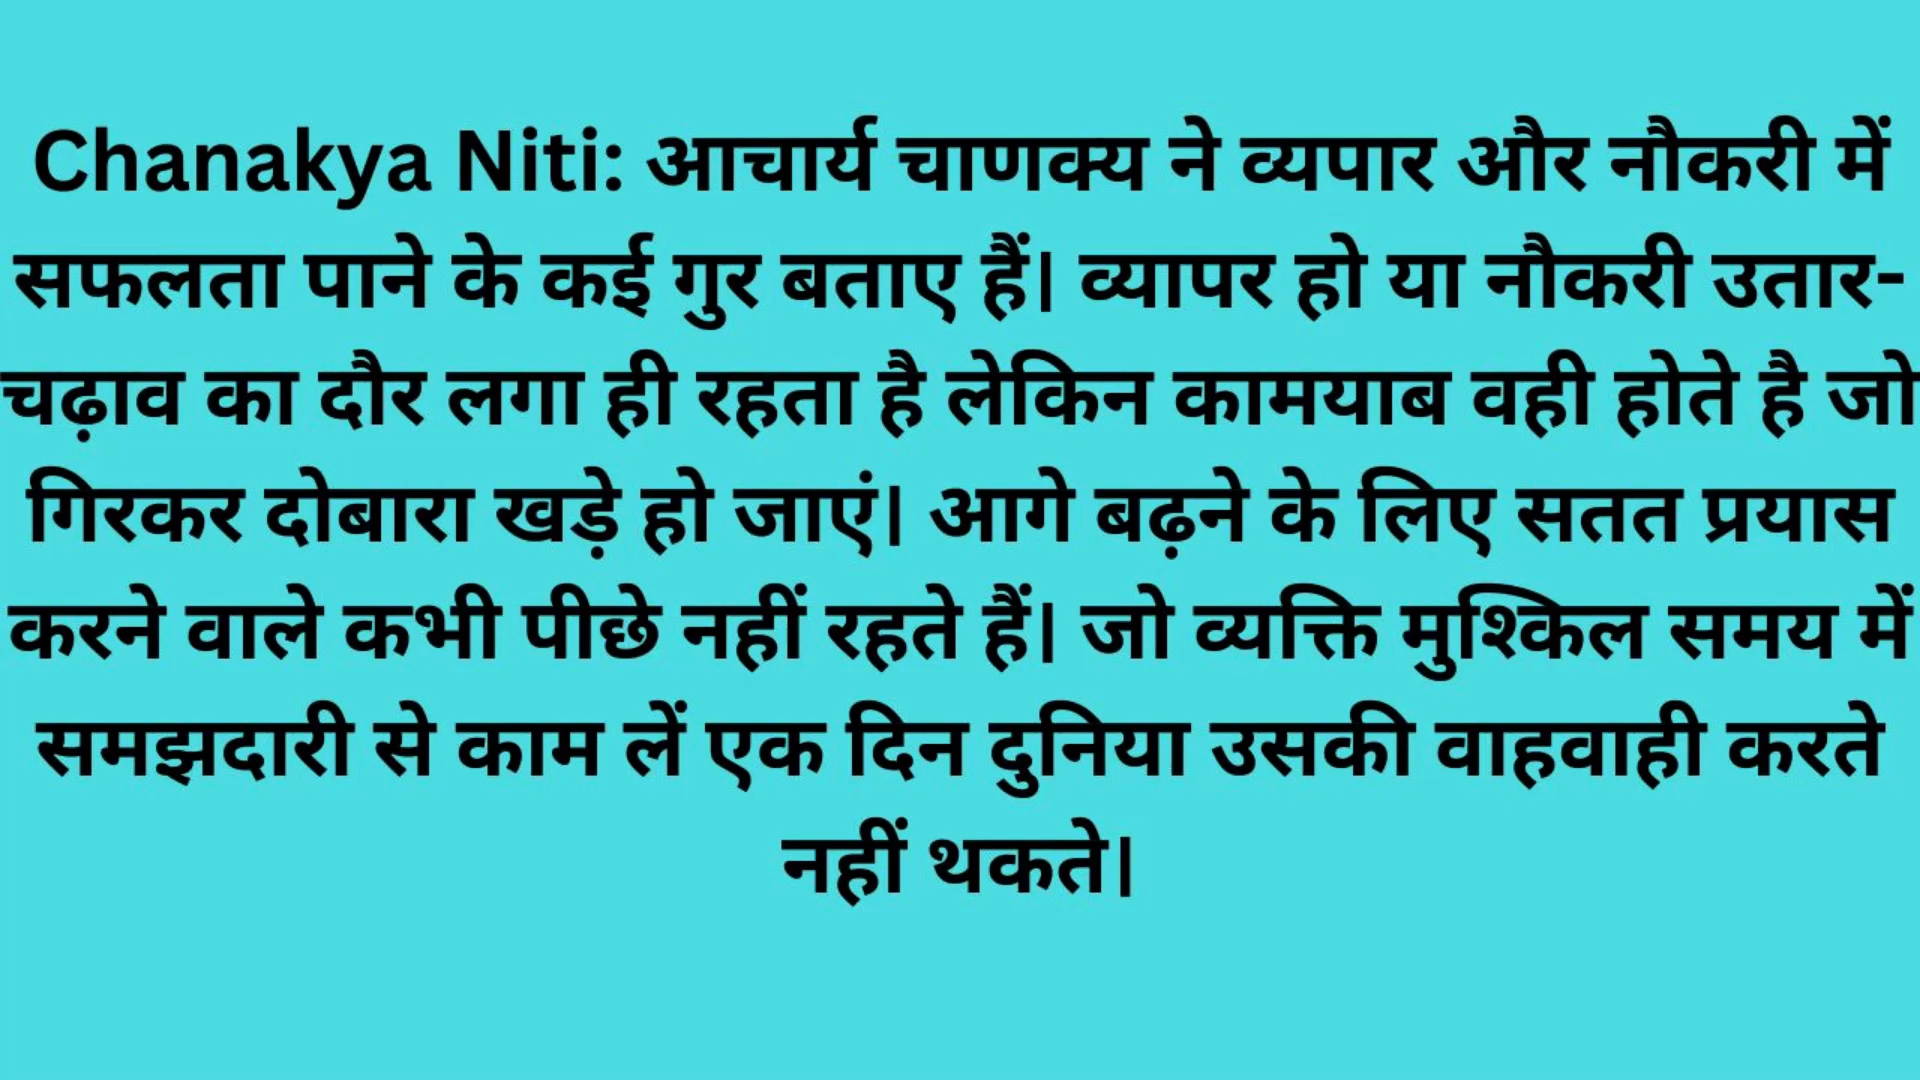 Chanakya Niti: आचार्य चाणक्य ने व्यपार और नौकरी में
सफलता पाने के कई गुर बताए हैं। व्यापर हो या नौकरी उतार-
चढ़ाव का दौर लगा ही रहता है लेकिन कामयाब वही होते है जो
गिरकर दोबारा खड़े हो जाएं। आगे बढ़ने के लिए सतत प्रयास
करने वाले कभी पीछे नहीं रहते हैं। जो व्यक्ति मुश्किल समय में
समझदारी से काम लें एक दिन दुनिया उसकी वाहवाही करते
नहीं थकते।